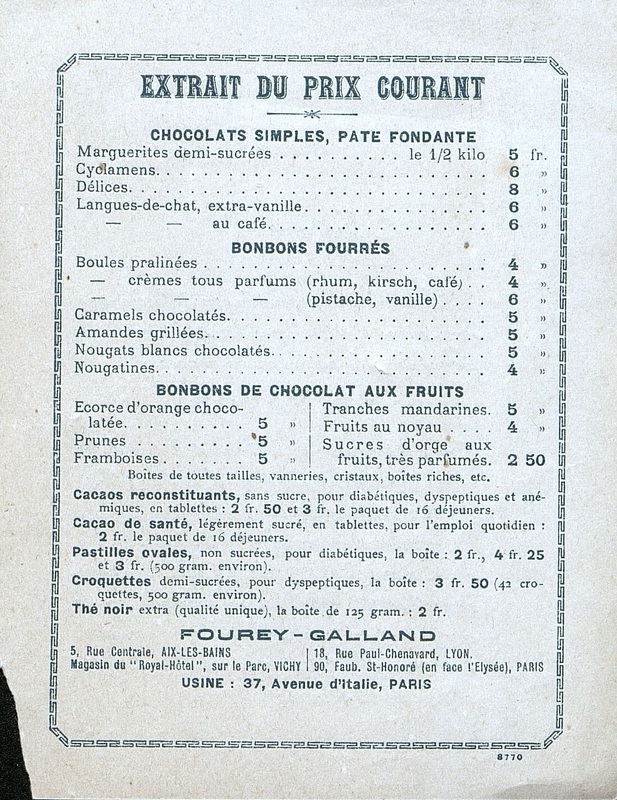 EXTRAIT DU PRIX COURANT
CHOCOLATS SIMPLES, PATE FONDANTE
Marguerites demi-sucrées . . . . . . . . . . le 1/2 kilo 5 fr.
Cyclamens. . . . . . . . . . . . . . . . . . . . . . . . . 6 »
Délices. . . . . . . . . . . . . . . . . . . . . . . . . . 8 »
Langues-de-chat, extra-vanille. . . . . . . . . . . . . . 6 »
— — au café. . . . . . . . . . . . . . . . . 6 »
BONBONS FOURRÉS
Boules pralinées . . . . . . . . . . . . . . . . . . . . . 4 »
— crèmes tous parfums (rhum, kirsch, café) . . 4 »
— — — (pistache, vanille) . . . . 6 »
Caramels chocolatés. . . . . . . . . . . . . . . . . . . . 5 »
Amandes grillées. . . . . . . . . . . . . . . . . . . . . . 5 »
Nougats blancs chocolatés. . . . . . . . . . . . . . . . . 5 »
Nougatines. . . . . . . . . . . . . . . . . . . . . . . . . 4 »
BONBONS DE CHOCOLAT AUX FRUITS
Ecorce d'orange choco-
latée. . . . . . . . . . . 5 »
Prunes . . . . . . . . . . 5 »
Framboises . . . . . . . . 5 »
Tranches mandarines. 5 »
Fruits au noyau . . . . 4 »
Sucres d'orge aux
fruits, très parfumés. 2 50
Boites de toutes tailles, vanneries, cristaux, boites riches, etc.
Cacaos reconstituants, sans sucre, pour diabétiques, dyspeptiques et ané-
miques, en tablettes : 2 fr. 50 et 3 fr. le paquet de 16 déjeuners.
Cacao de santé, légèrement sucré, en tablettes, pour l'emploi quotidien :
2 fr. le paquet de 16 déjeuners.
Pastilles ovales, non sucrées, pour diabétiques, la boîte : 2 fr., 4 fr. 25
et 3 fr. (500 gram. environ).
Croquettes demi-sucrées, pour dyspeptiques, la boîte : 3 fr. 50 (42 cro-
quettes, 500 gram. environ).
Thé noir extra (qualité unique), la boîte de 125 gram. : 2 fr.
FOUREY-GALLAND
5, Rue Centrale, AIX-LES-BAINS | 18, Rue Paul-Chenavard, LYON.
Magasin du "Royal-Hôtel", sur le Parc, VICHY | 90, Faub. St-Honoré (en face l'Elysée), PARIS
USINE : 37, Avenue d'Italie, PARIS
8770